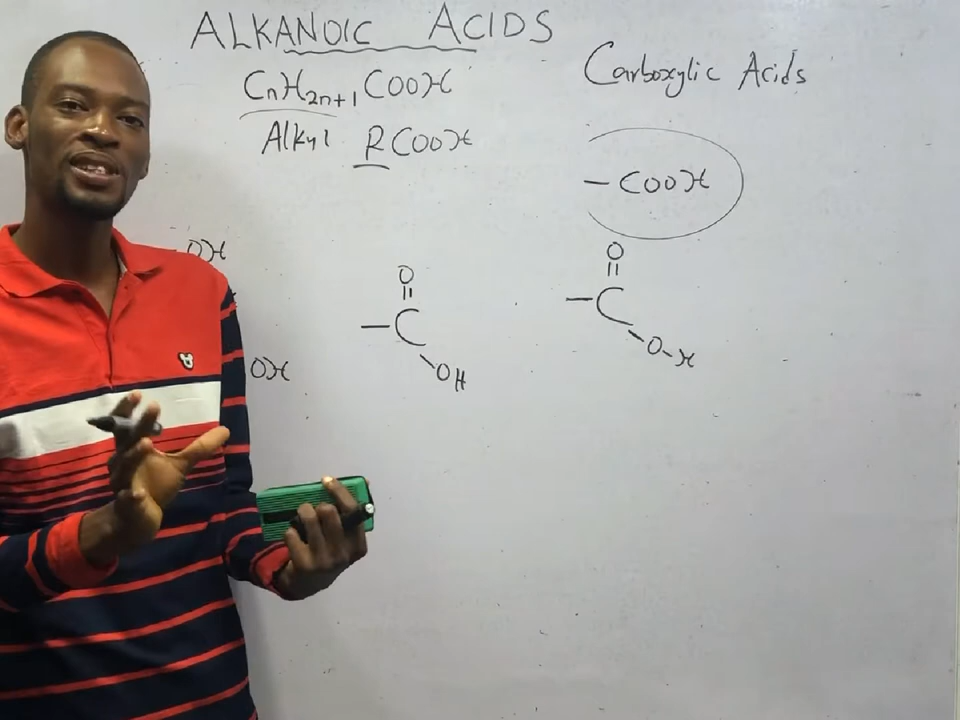 ALKANOIC ACIDS
CnH2n+1COOH
Alkyl RCOOH
Carboxylic Acids
-COOH
OH
O
-C
OH
O
-C
O-H
OH